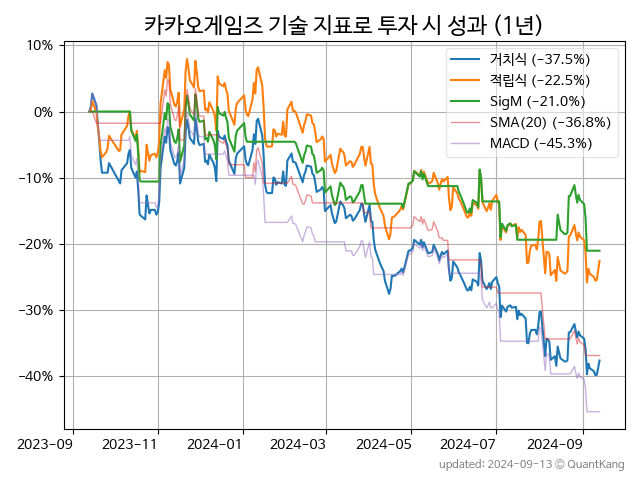 카카오게임즈 기술 지표로 투자 시 성과 (1년)
10%
0%
−10%
−20%
−30%
−40%
거치식 (−37.5%)
적립식 (−22.5%)
SigM (−21.0%)
SMA(20) (−36.8%)
MACD (−45.3%)
2023-09
2023-11
2024-01
2024-03
2024-05
2024-07
2024-09
updated: 2024-09-13 ⓒ QuantKang